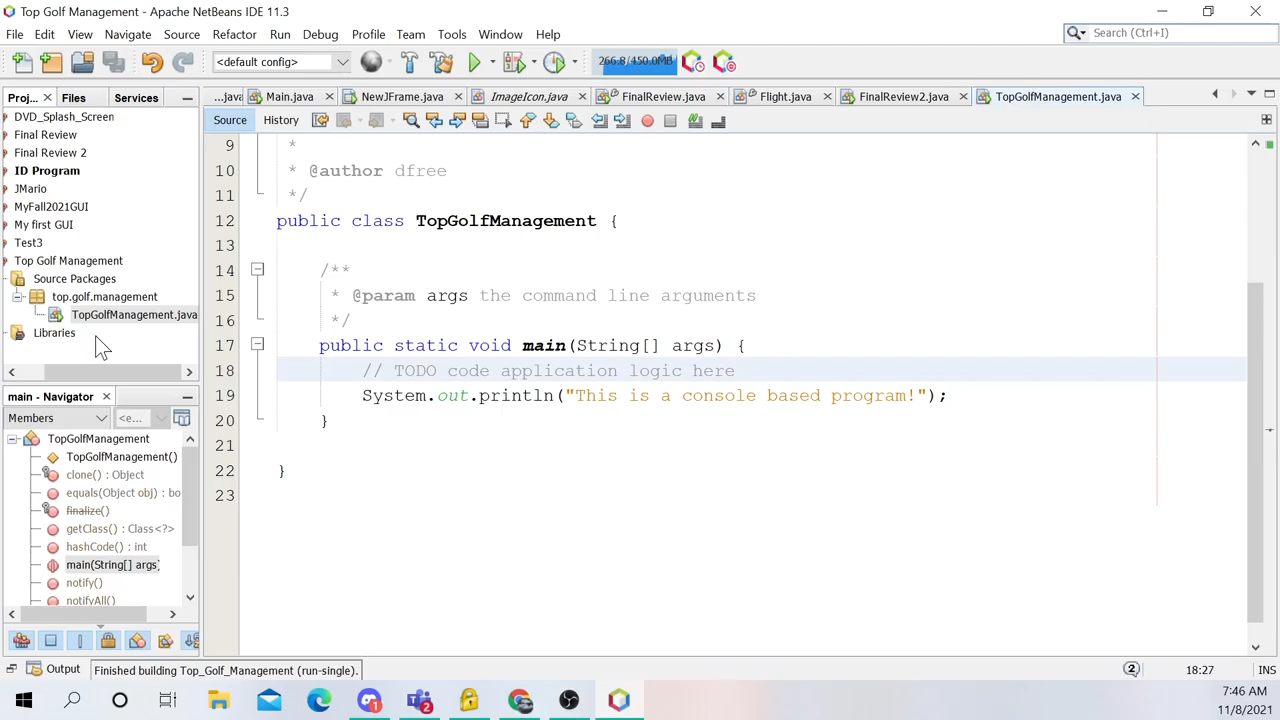 Top Golf Management - Apache NetBeans IDE 11.3
File Edit View Navigate Source Refactor Run Debug Profile Team Tools Window Help
Search (Ctrl+I)
<default config>
266.8/450.0MB
Proj... Files Services
...java Main.java NewJFrame.java ImageIcon.java FinalReview.java Flight.java FinalReview2.java TopGolfManagement.java
Source History
DVD_Splash_Screen
Final Review
Final Review 2
ID Program
JMario
MyFall2021GUI
My first GUI
Test3
Top Golf Management
Source Packages
top.golf.management
TopGolfManagement.java
Libraries
9 *
10 * @author dfree
11 */
12 public class TopGolfManagement {
13
14 /**
15 * @param args the command line arguments
16 */
17 public static void main(String[] args) {
18 // TODO code application logic here
19 System.out.println("This is a console based program!");
20 }
21
22 }
23
main - Navigator
Members <e...
TopGolfManagement
TopGolfManagement()
clone() : Object
equals(Object obj) : bo
finalize()
getClass() : Class<?>
hashCode() : int
main(String[] args)
notify()
notifyAll()
Output Finished building Top_Golf_Management (run-single).
2 18:27 INS
1 2
7:46 AM
11/8/2021